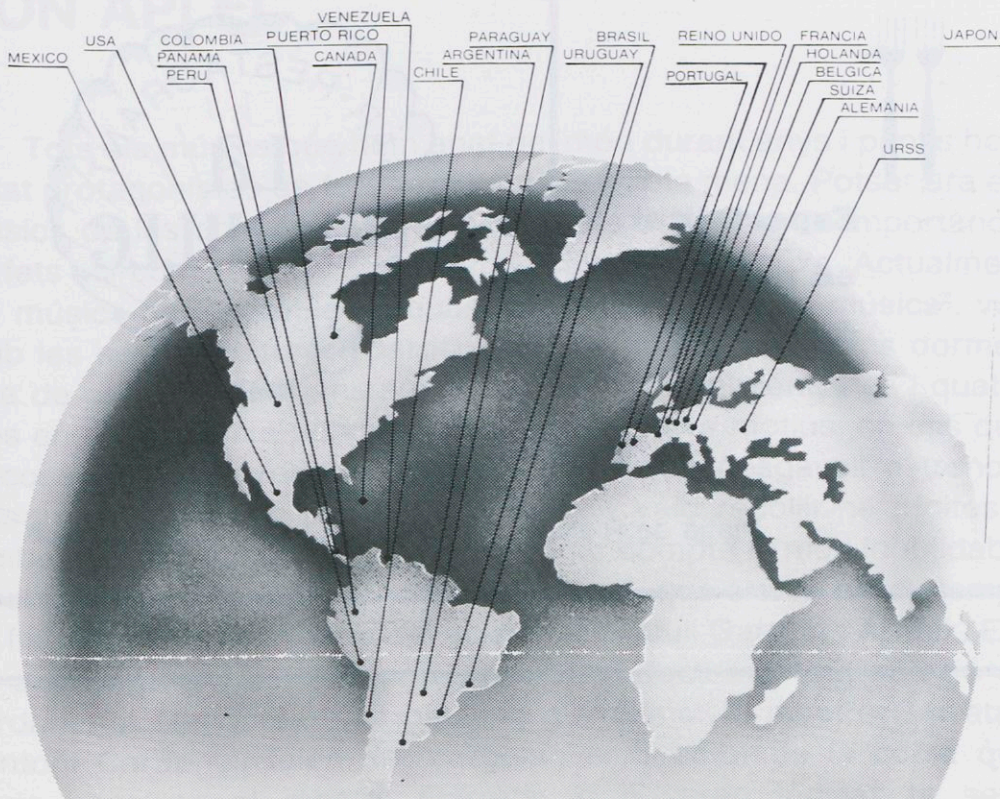 VENEZUELA
USA
COLOMBIA
PUERTO RICO
PARAGUAY
BRASIL
REINO UNIDO
FRANCIA
JAPON
MEXICO
PANAMA
CANADA
ARGENTINA
URUGUAY
HOLANDA
PERU
CHILE
PORTUGAL
BELGICA
SUIZA
ALEMANIA
URSS